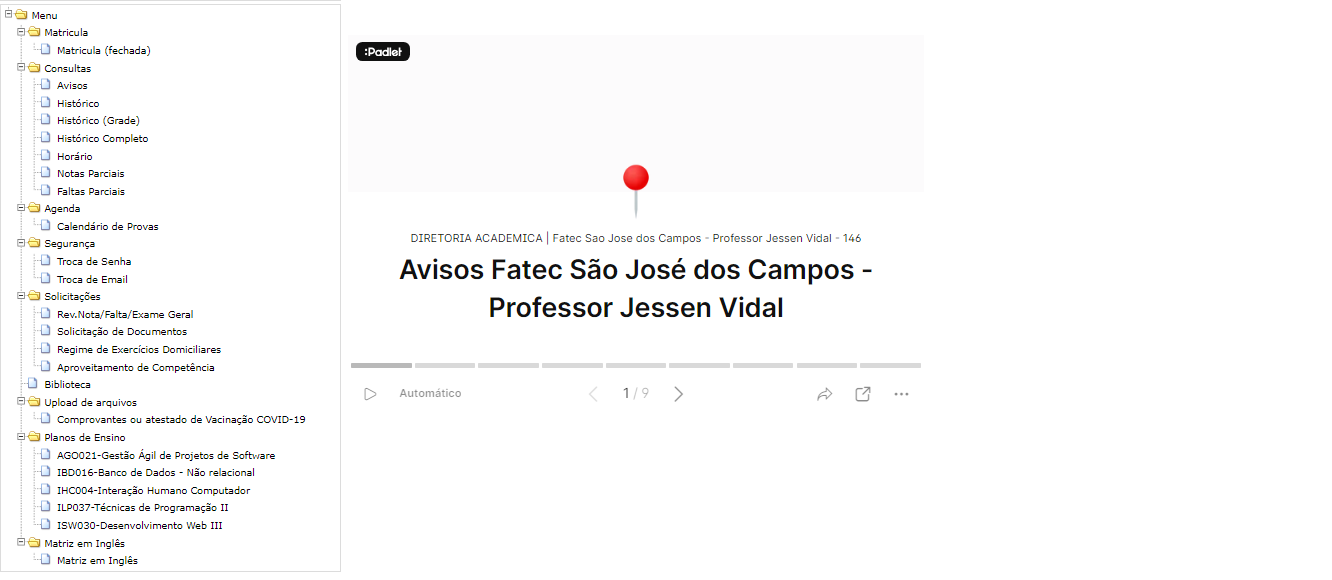 Menu
Matricula
Matricula (fechada)
Consultas
Avisos
Histórico
Histórico (Grade)
Histórico Completo
Horário
Notas Parciais
Faltas Parciais
Agenda
Calendário de Provas
Segurança
Troca de Senha
Troca de Email
Solicitações
Rev.Nota/Falta/Exame Geral
Solicitação de Documentos
Regime de Exercícios Domiciliares
Aproveitamento de Competência
Biblioteca
Upload de arquivos
Comprovantes ou atestado de Vacinação COVID-19
Planos de Ensino
AGO021-Gestão Ágil de Projetos de Software
IBD016-Banco de Dados - Não relacional
IHC004-Interação Humano Computador
ILP037-Técnicas de Programação II
ISW030-Desenvolvimento Web III
Matriz em Inglês
Matriz em Inglês
:Padlet
DIRETORIA ACADEMICA | Fatec Sao Jose dos Campos - Professor Jessen Vidal - 146
Avisos Fatec São José dos Campos -
Professor Jessen Vidal
Automático
1 / 9